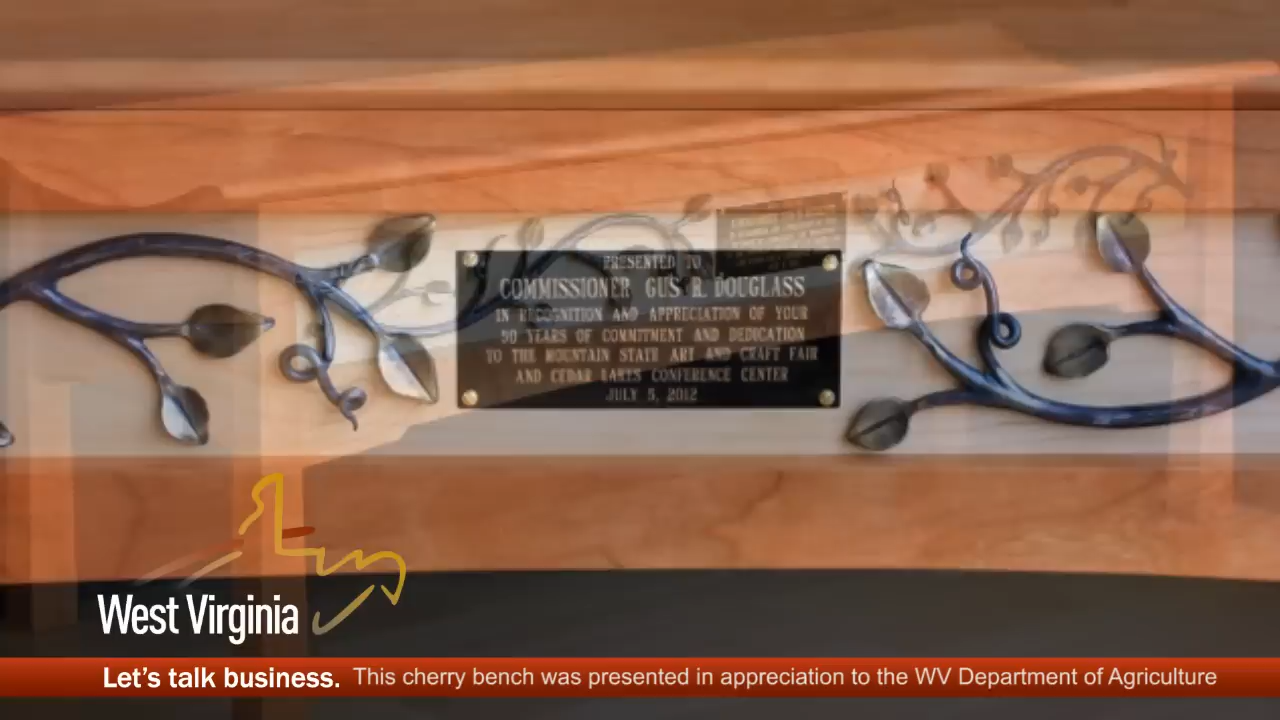 PRESENTED TO
COMMISSIONER GUS R. DOUGLASS
IN RECOGNITION AND APPRECIATION OF YOUR
50 YEARS OF COMMITMENT AND DEDICATION
TO THE MOUNTAIN STATE ART AND CRAFT FAIR
AND CEDAR LAKES CONFERENCE CENTER
JULY 5, 2012
West Virginia
Let's talk business. This cherry bench was presented in appreciation to the WV Department of Agriculture